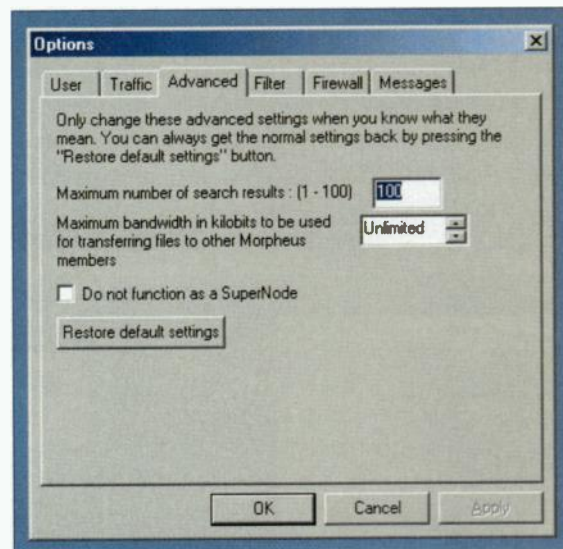 Options
User
Traffic
Advanced
Filter
Firewall
Messages
Only change these advanced settings when you know what they
mean. You can always get the normal settings back by pressing the
"Restore default settings" button.
Maximum number of search results : (1 - 100)
100
Maximum bandwidth in kilobits to be used
for transferring files to other Morpheus
members
Unlimited
Do not function as a SuperNode
Restore default settings
OK
Cancel
Apply